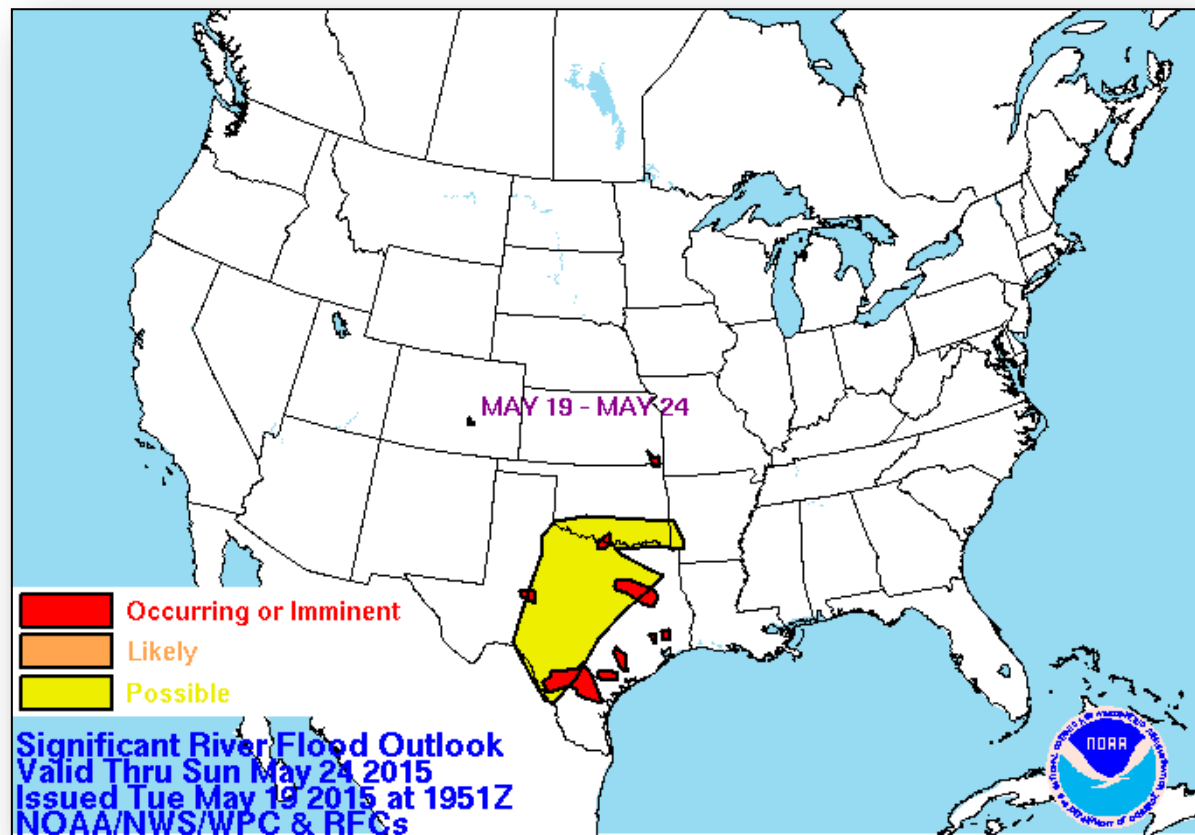 MAY 19 - MAY 24
Occurring or Imminent
Likely
Possible
Significant River Flood Outlook
Valid Thru Sun May 24 2015
Issued Tue May 19 2015 at 1951Z
NOAA/NWS/WPC & RFCs
NOAA